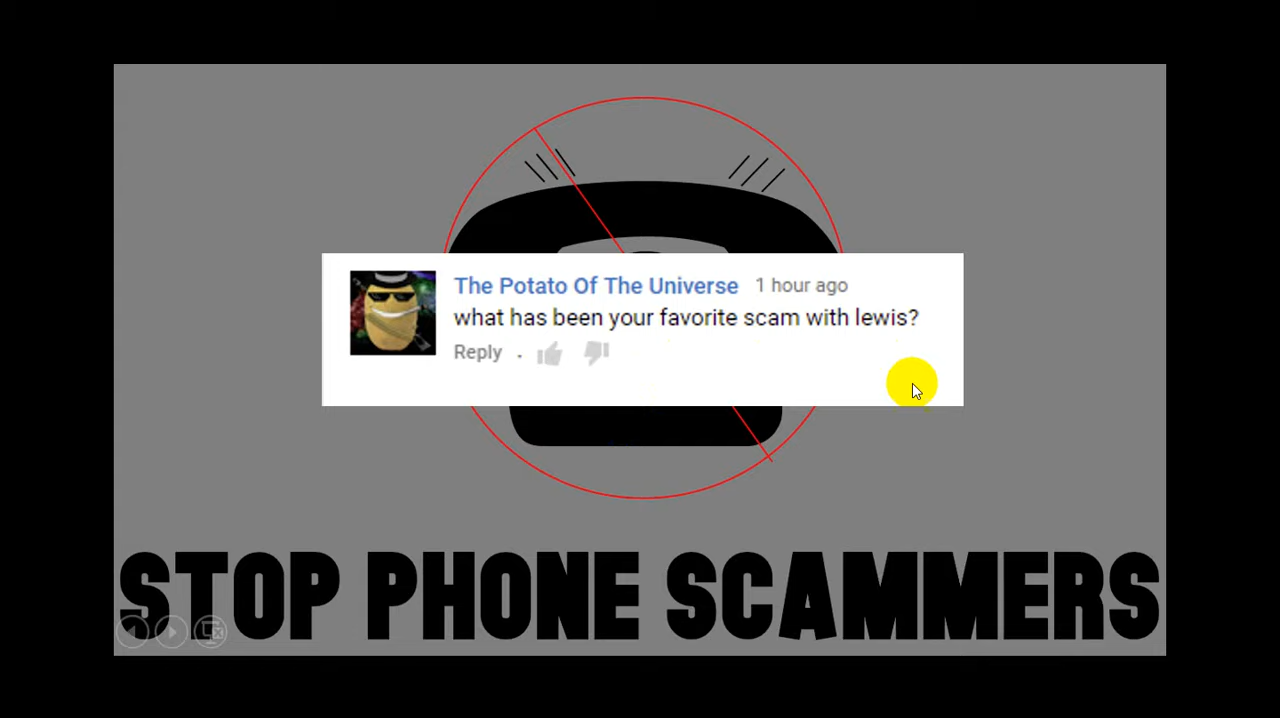 The Potato Of The Universe 1 hour ago
what has been your favorite scam with lewis?
Reply
STOP PHONE SCAMMERS